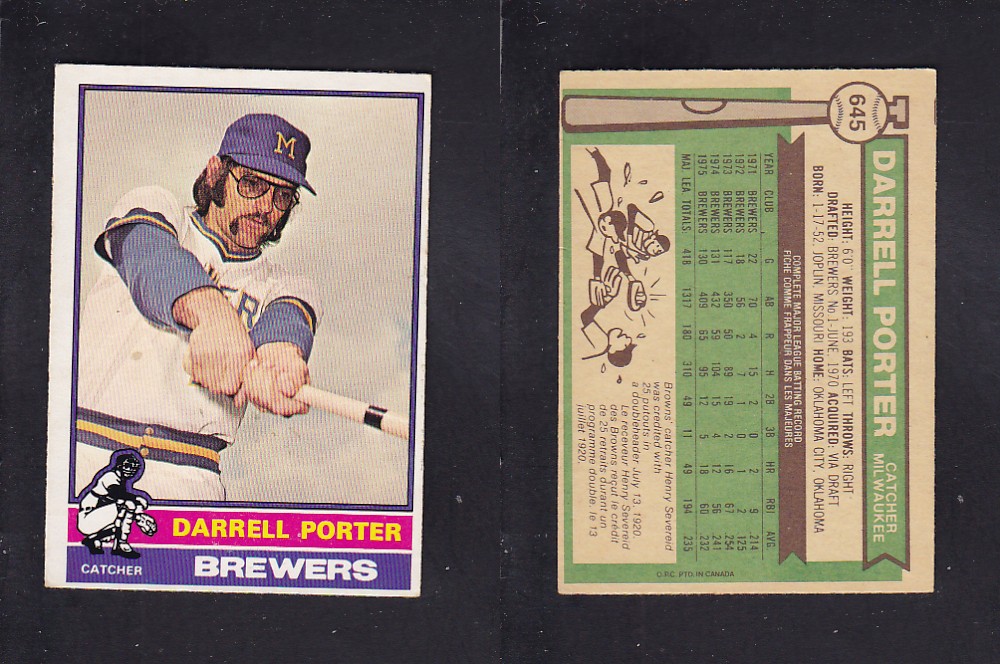 M
DARRELL PORTER
CATCHER
BREWERS
645
DARRELL PORTER
CATCHER
MILWAUKEE
HEIGHT: 6'0" WEIGHT: 193 BATS: LEFT THROWS: RIGHT
DRAFTED: BREWERS No.1-JUNE, 1970 ACQUIRED: VIA DRAFT
BORN: 1-17-52, JOPLIN, MISSOURI HOME: OKLAHOMA CITY, OKLAHOMA
COMPLETE MAJOR LEAGUE BATTING RECORD
FICHE COMME FRAPPEUR DANS LES MAJEURES
YEAR CLUB G AB R H 2B 3B HR RBI AVG.
1971 BREWERS 22 70 4 15 2 0 2 9 214
1972 BREWERS 18 56 2 7 1 0 1 2 125
1973 BREWERS 117 350 50 89 19 2 16 67 254
1974 BREWERS 131 432 59 104 15 4 12 56 241
1975 BREWERS 130 409 65 95 12 5 18 60 232
MAJ. LEA. TOTALS: 418 1317 180 310 49 11 49 194 235
Browns' catcher Henry Severeid
was credited with
25 putouts in
a doubleheader July 13, 1920.
Le receveur Henry Severeid
des Browns reçut le crédit
de 25 retraits durant un
programme double, le 13
juillet 1920.
O.P.C. PTD. IN CANADA